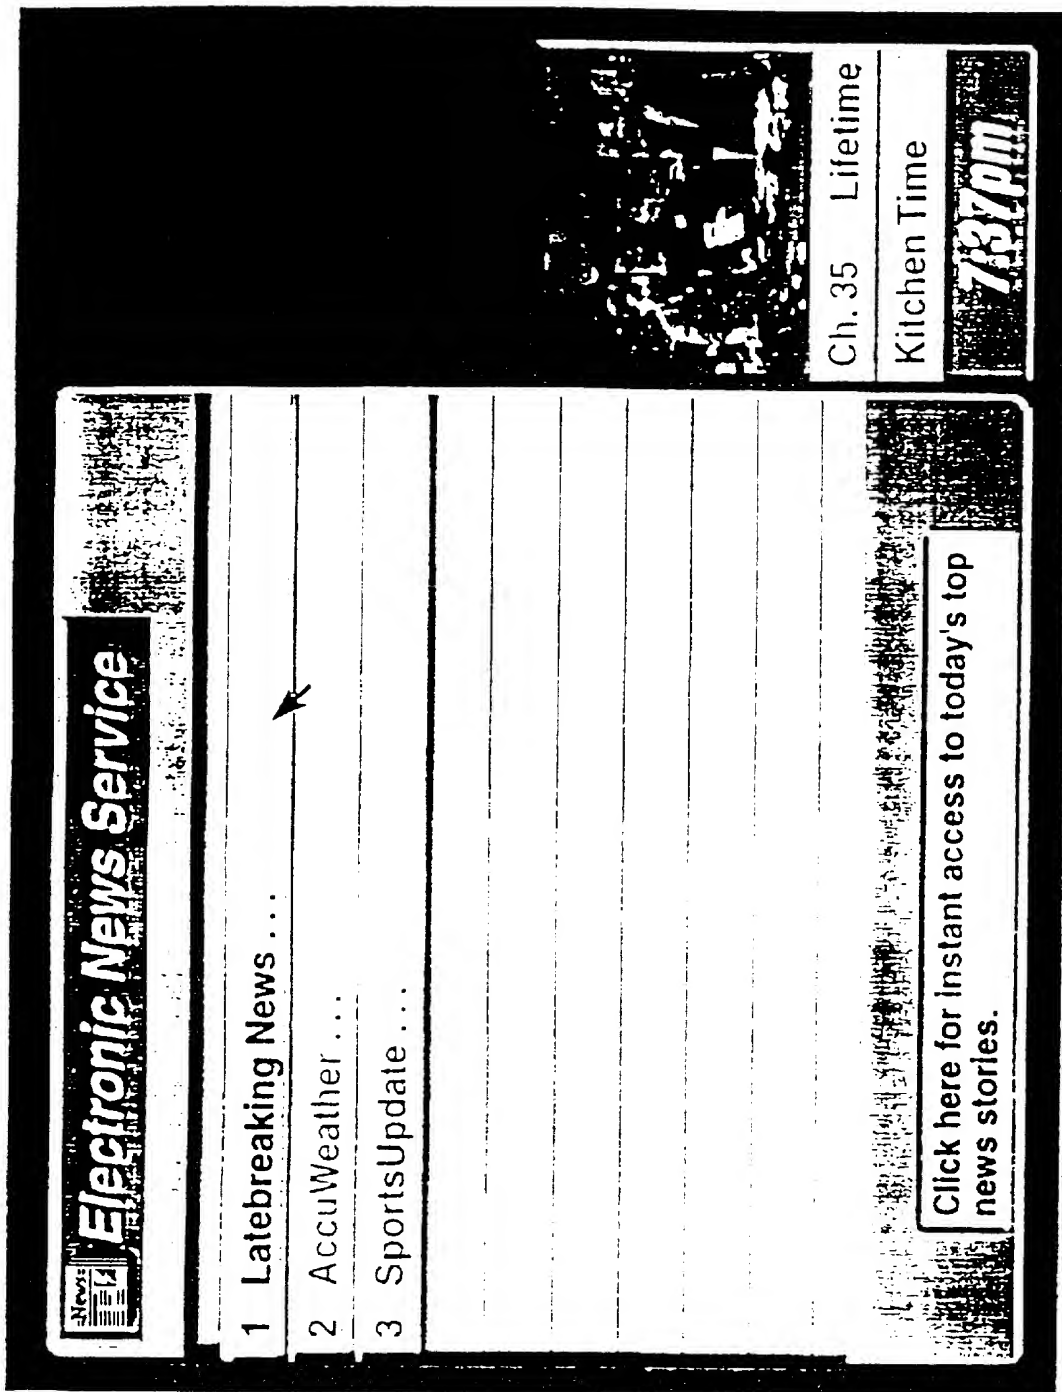 News
Electronic News Service
1 Latebreaking News...
2 AccuWeather...
3 SportsUpdate...
Click here for instant access to today's top
news stories.
Ch. 35 Lifetime
Kitchen Time
7:37pm